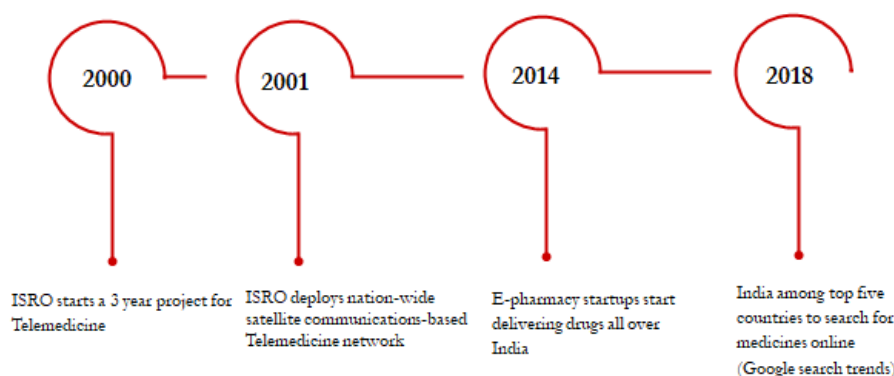 2000
2001
2014
2018
ISRO starts a 3 year project for
Telemedicine
ISRO deploys nation-wide
satellite communications-based
Telemedicine network
E-pharmacy startups start
delivering drugs all over
India
India among top five
countries to search for
medicines online
(Google search trends)